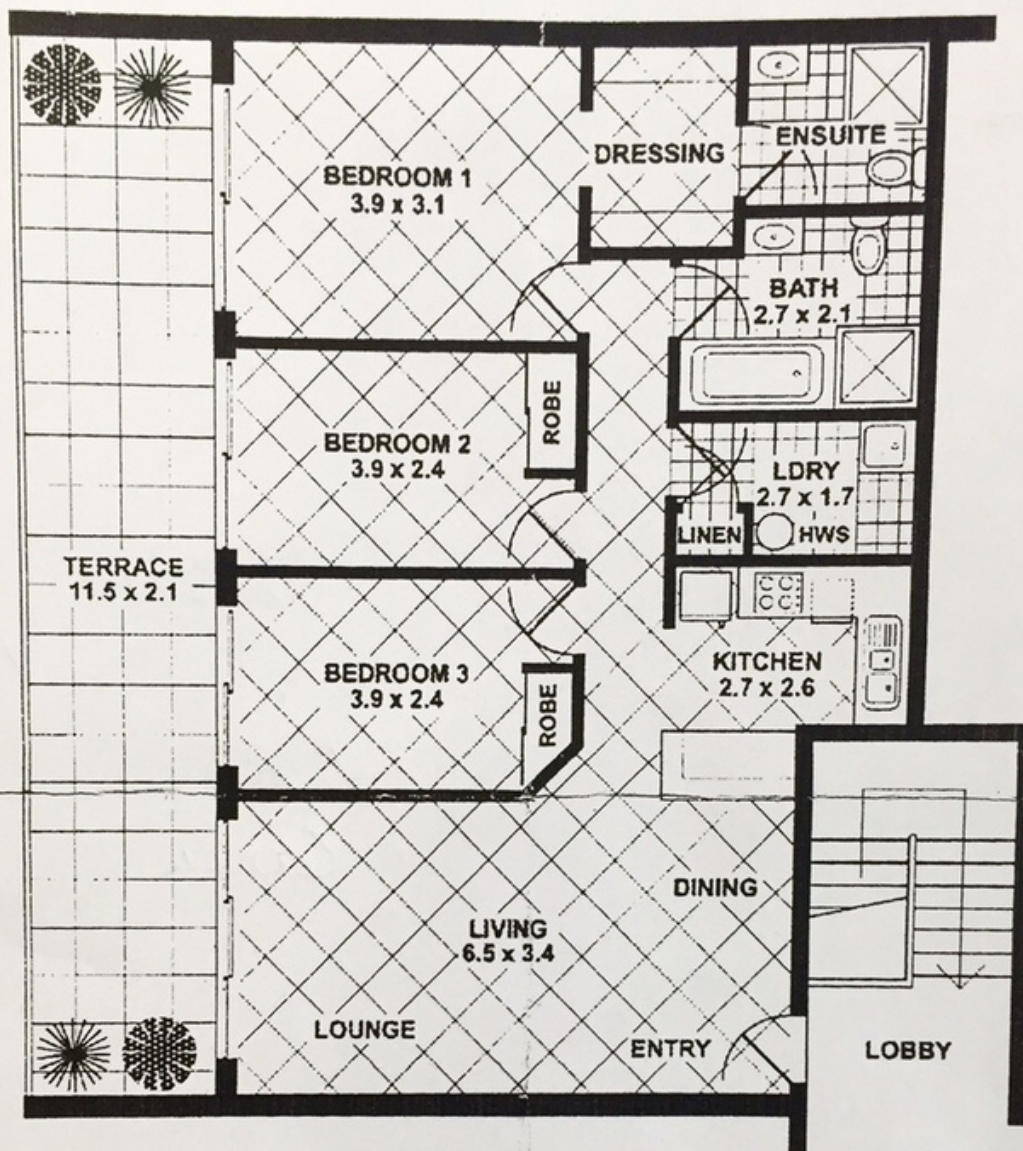 BEDROOM 1
3.9 x 3.1
DRESSING
ENSUITE
BATH
2.7 x 2.1
BEDROOM 2
3.9 x 2.4
ROBE
LDRY
2.7 x 1.7
LINEN
HWS
TERRACE
11.5 x 2.1
BEDROOM 3
3.9 x 2.4
ROBE
KITCHEN
2.7 x 2.6
DINING
LIVING
6.5 x 3.4
LOUNGE
ENTRY
LOBBY